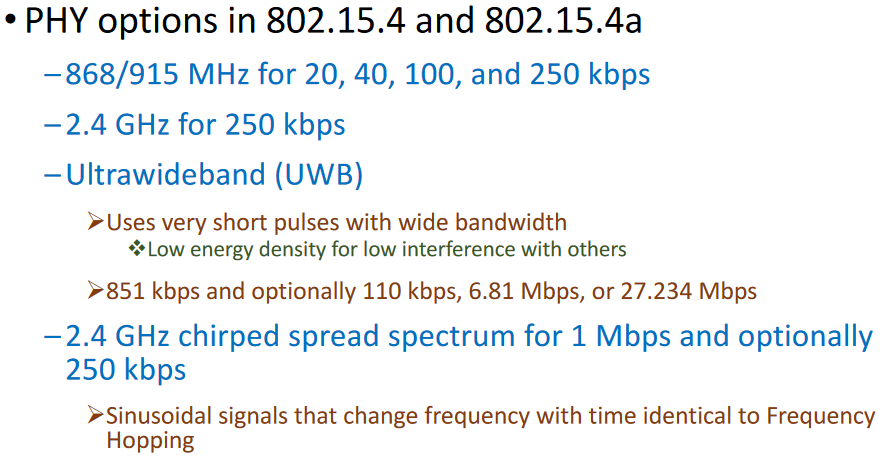 • PHY options in 802.15.4 and 802.15.4a
–868/915 MHz for 20, 40, 100, and 250 kbps
–2.4 GHz for 250 kbps
–Ultrawideband (UWB)
➢Uses very short pulses with wide bandwidth
❖Low energy density for low interference with others
➢851 kbps and optionally 110 kbps, 6.81 Mbps, or 27.234 Mbps
–2.4 GHz chirped spread spectrum for 1 Mbps and optionally
250 kbps
➢Sinusoidal signals that change frequency with time identical to Frequency
Hopping